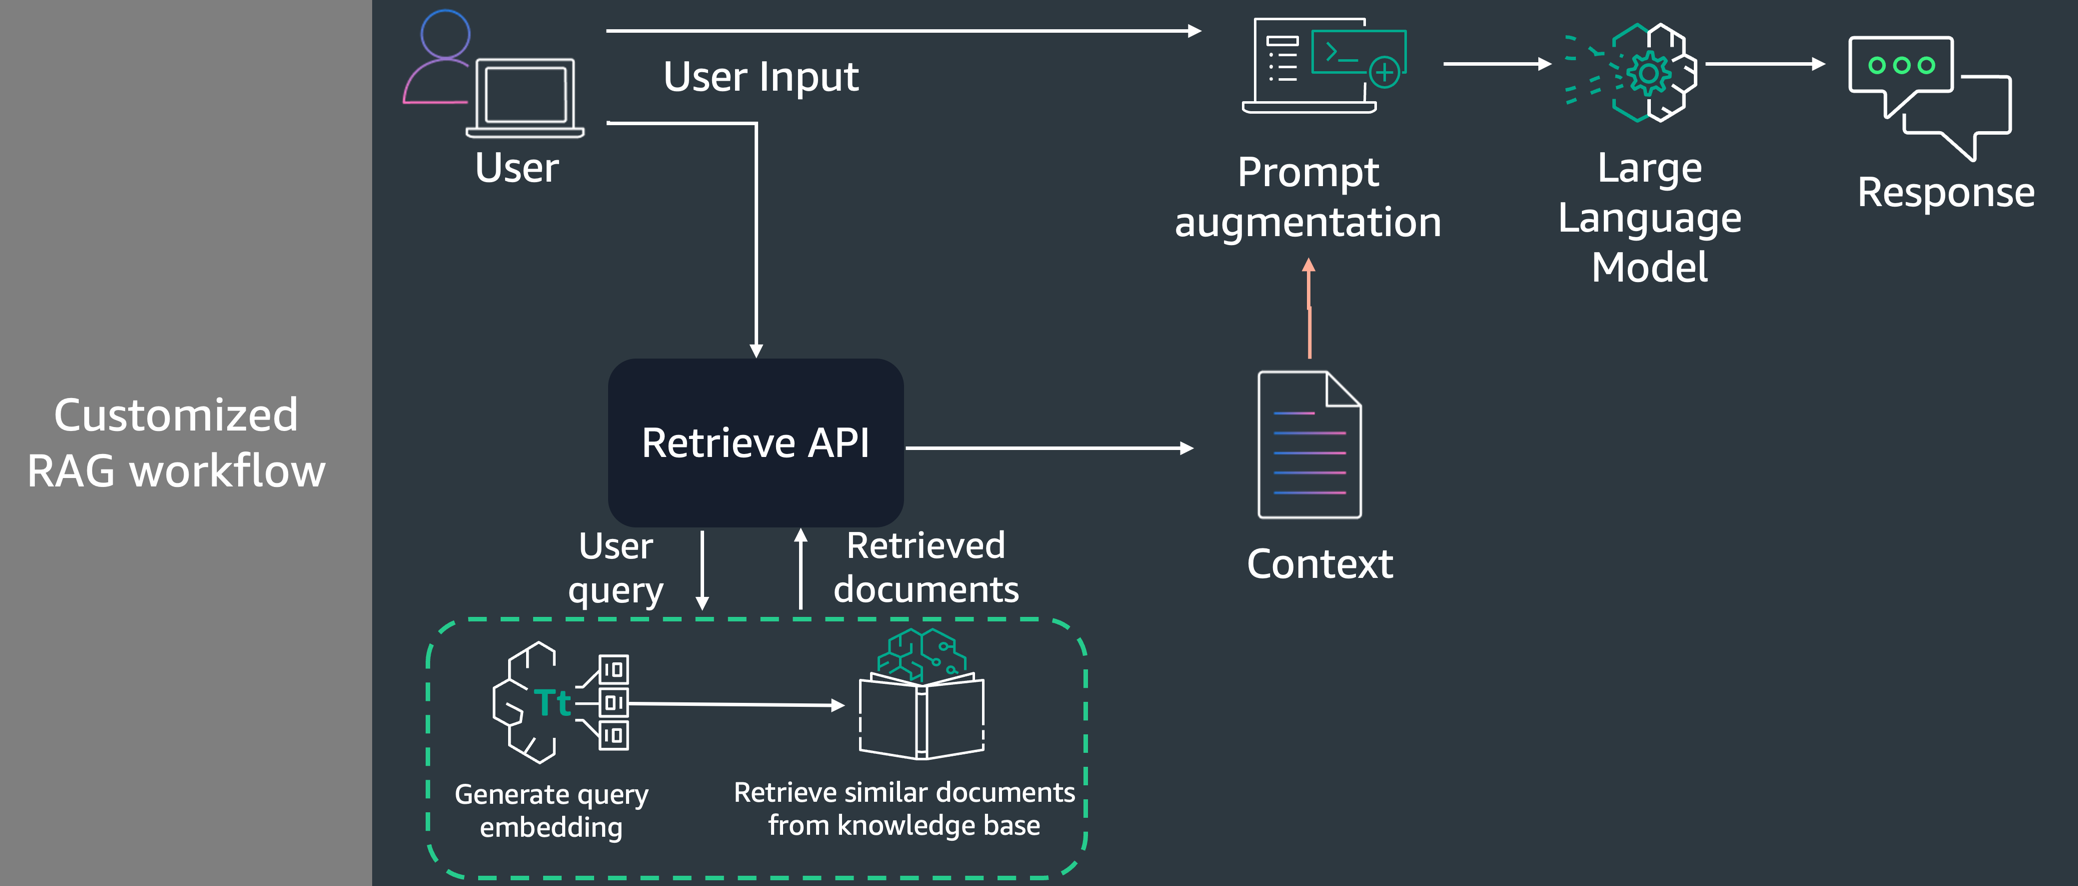 Customized
RAG workflow
User
User Input
Prompt
augmentation
Large
Language
Model
Response
Retrieve API
Context
User
query
Retrieved
documents
Tt
Generate query
embedding
Retrieve similar documents
from knowledge base